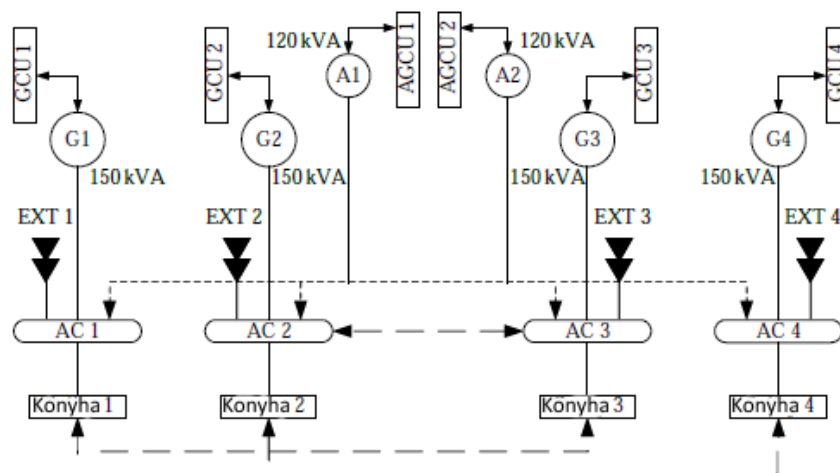 GCU 1
GCU 2
120 kVA
AGCU 1
AGCU 2
120 kVA
GCU 3
GCU 4
A1
A2
G1
G2
G3
G4
150 kVA
150 kVA
150 kVA
150 kVA
EXT 1
EXT 2
EXT 3
EXT 4
AC 1
AC 2
AC 3
AC 4
Konyha 1
Konyha 2
Konyha 3
Konyha 4